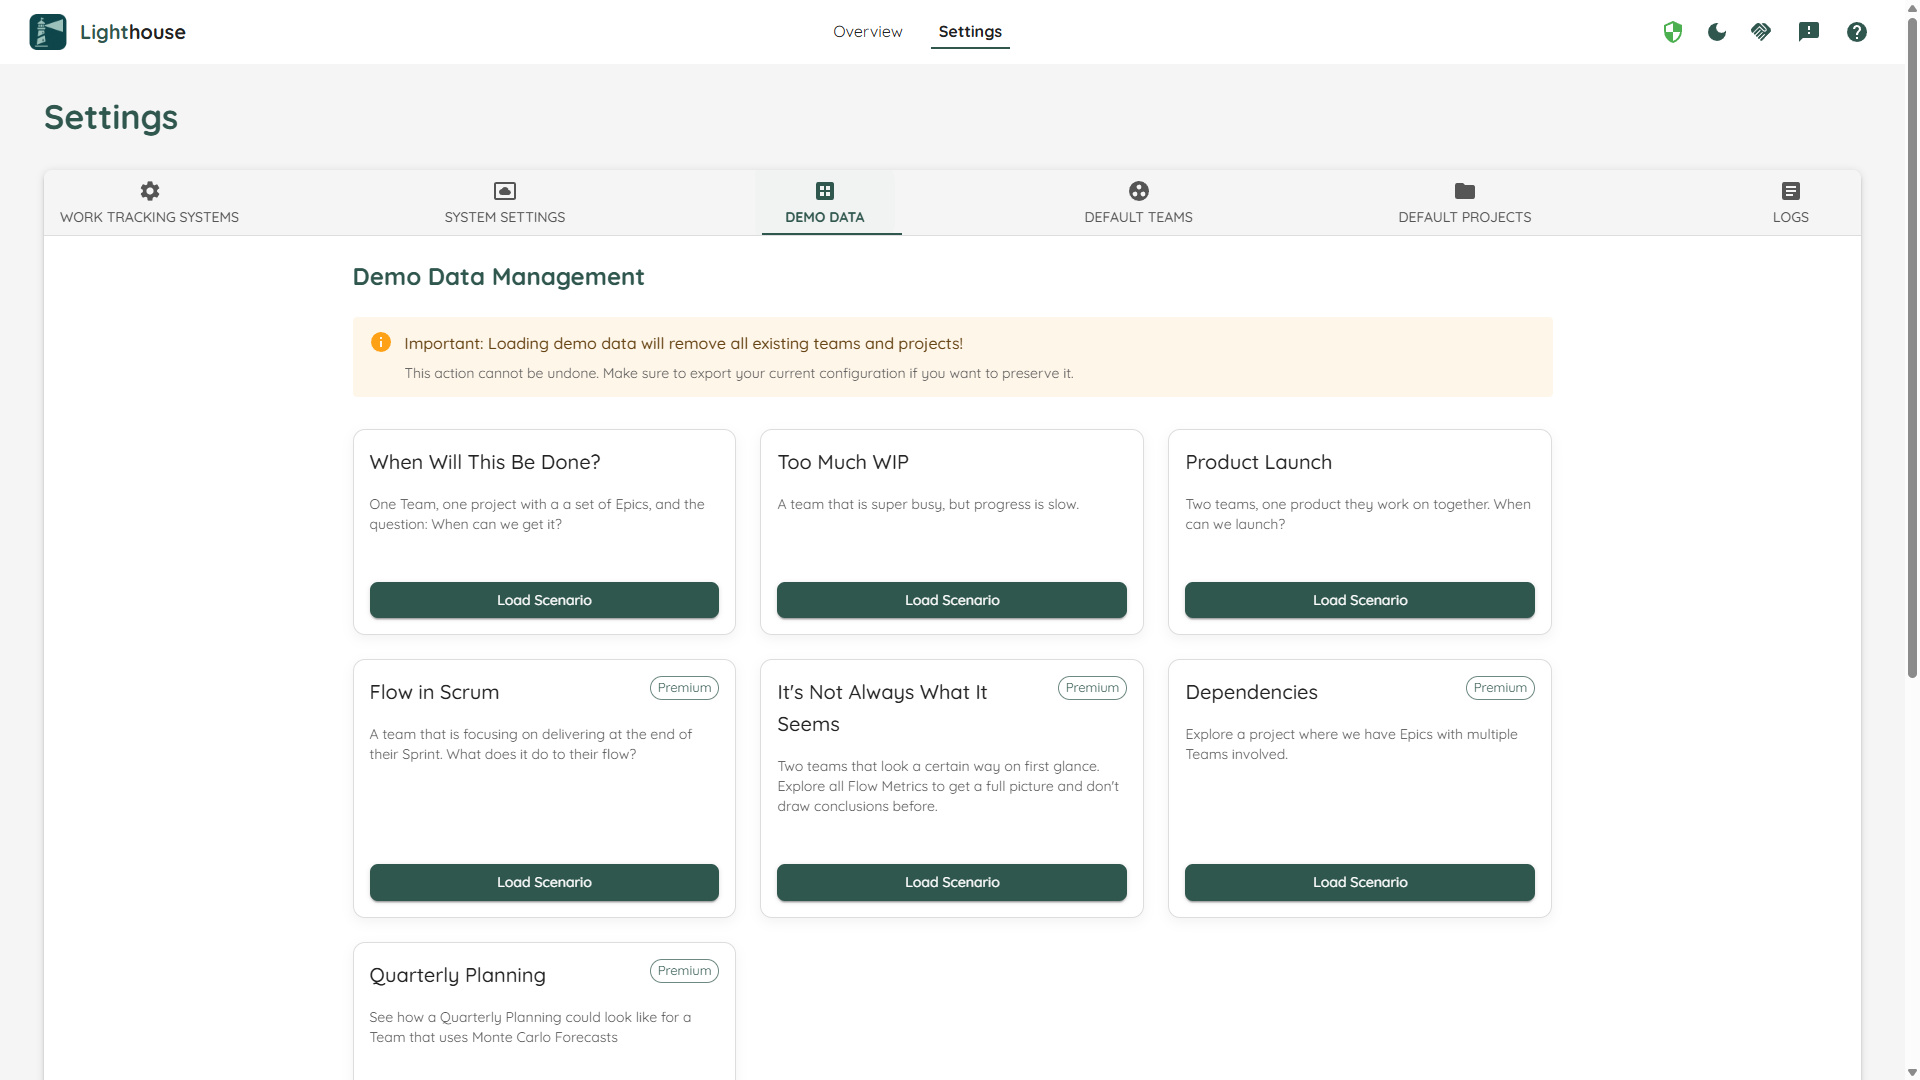 Lighthouse
Overview
Settings
Settings
WORK TRACKING SYSTEMS
SYSTEM SETTINGS
DEMO DATA
DEFAULT TEAMS
DEFAULT PROJECTS
LOGS
Demo Data Management
Important: Loading demo data will remove all existing teams and projects!
This action cannot be undone. Make sure to export your current configuration if you want to preserve it.
When Will This Be Done?
One Team, one project with a a set of Epics, and the
question: When can we get it?
Load Scenario
Too Much WIP
A team that is super busy, but progress is slow.
Load Scenario
Product Launch
Two teams, one product they work on together. When
can we launch?
Load Scenario
Flow in Scrum
Premium
A team that is focusing on delivering at the end of
their Sprint. What does it do to their flow?
Load Scenario
It's Not Always What It
Seems
Premium
Two teams that look a certain way on first glance.
Explore all Flow Metrics to get a full picture and don't
draw conclusions before.
Load Scenario
Dependencies
Premium
Explore a project where we have Epics with multiple
Teams involved.
Load Scenario
Quarterly Planning
Premium
See how a Quarterly Planning could look like for a
Team that uses Monte Carlo Forecasts